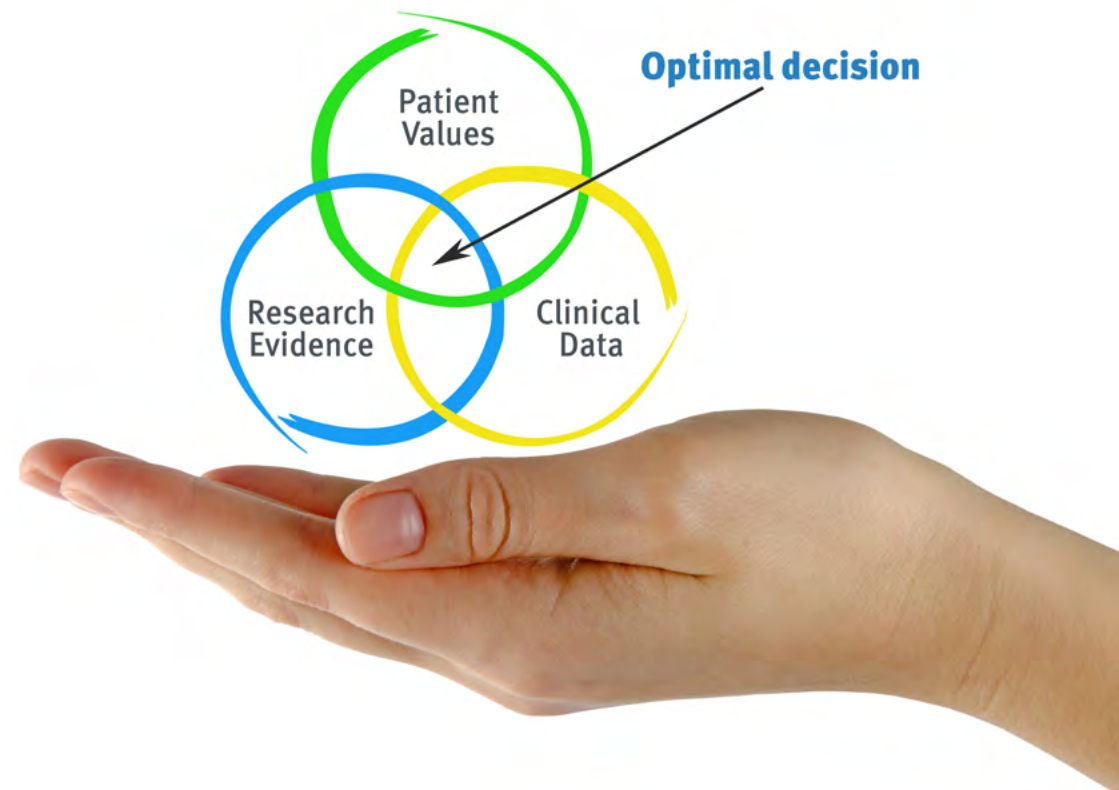 Optimal decision
Patient
Values
Research
Evidence
Clinical
Data